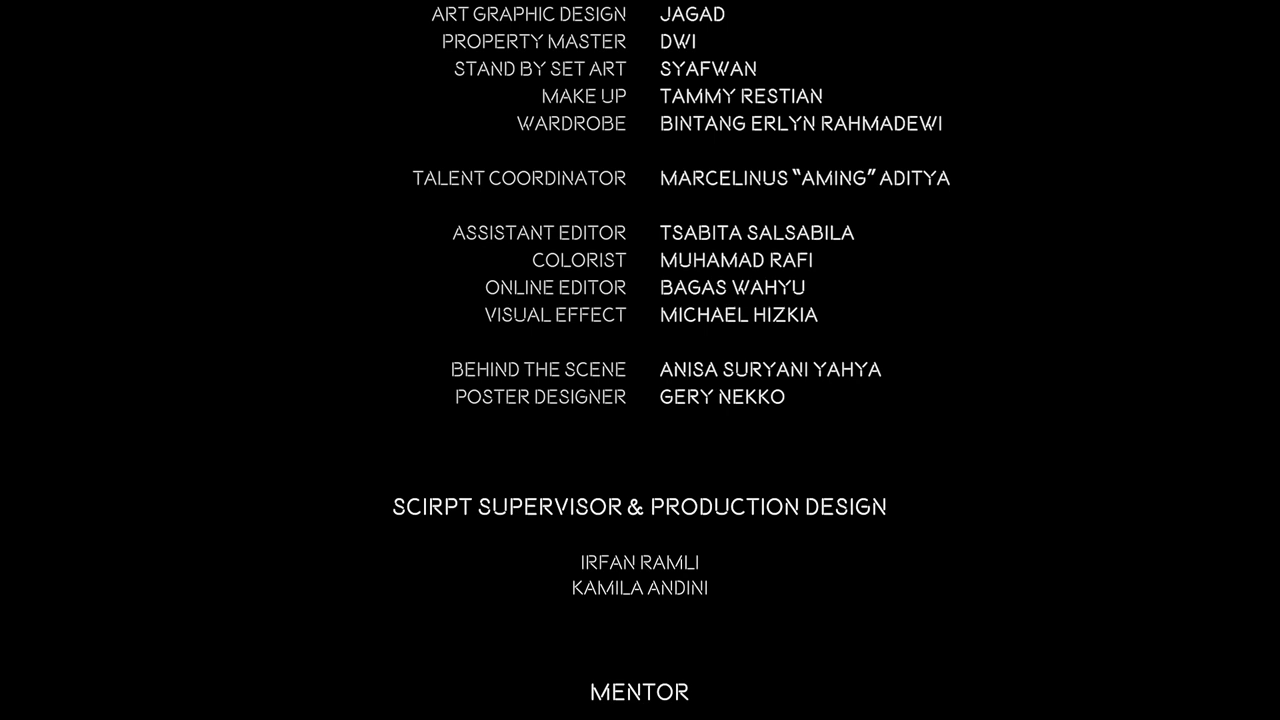 ART GRAPHIC DESIGN JAGAD
PROPERTY MASTER DWI
STAND BY SET ART SYAFWAN
MAKE UP TAMMY RESTIAN
WARDROBE BINTANG ERLYN RAHMADEWI
TALENT COORDINATOR MARCELINUS "AMING" ADITYA
ASSISTANT EDITOR TSABITA SALSABILA
COLORIST MUHAMAD RAFI
ONLINE EDITOR BAGAS WAHYU
VISUAL EFFECT MICHAEL HIZKIA
BEHIND THE SCENE ANISA SURYANI YAHYA
POSTER DESIGNER GERY NEKKO
SCIRPT SUPERVISOR & PRODUCTION DESIGN
IRFAN RAMLI
KAMILA ANDINI
MENTOR